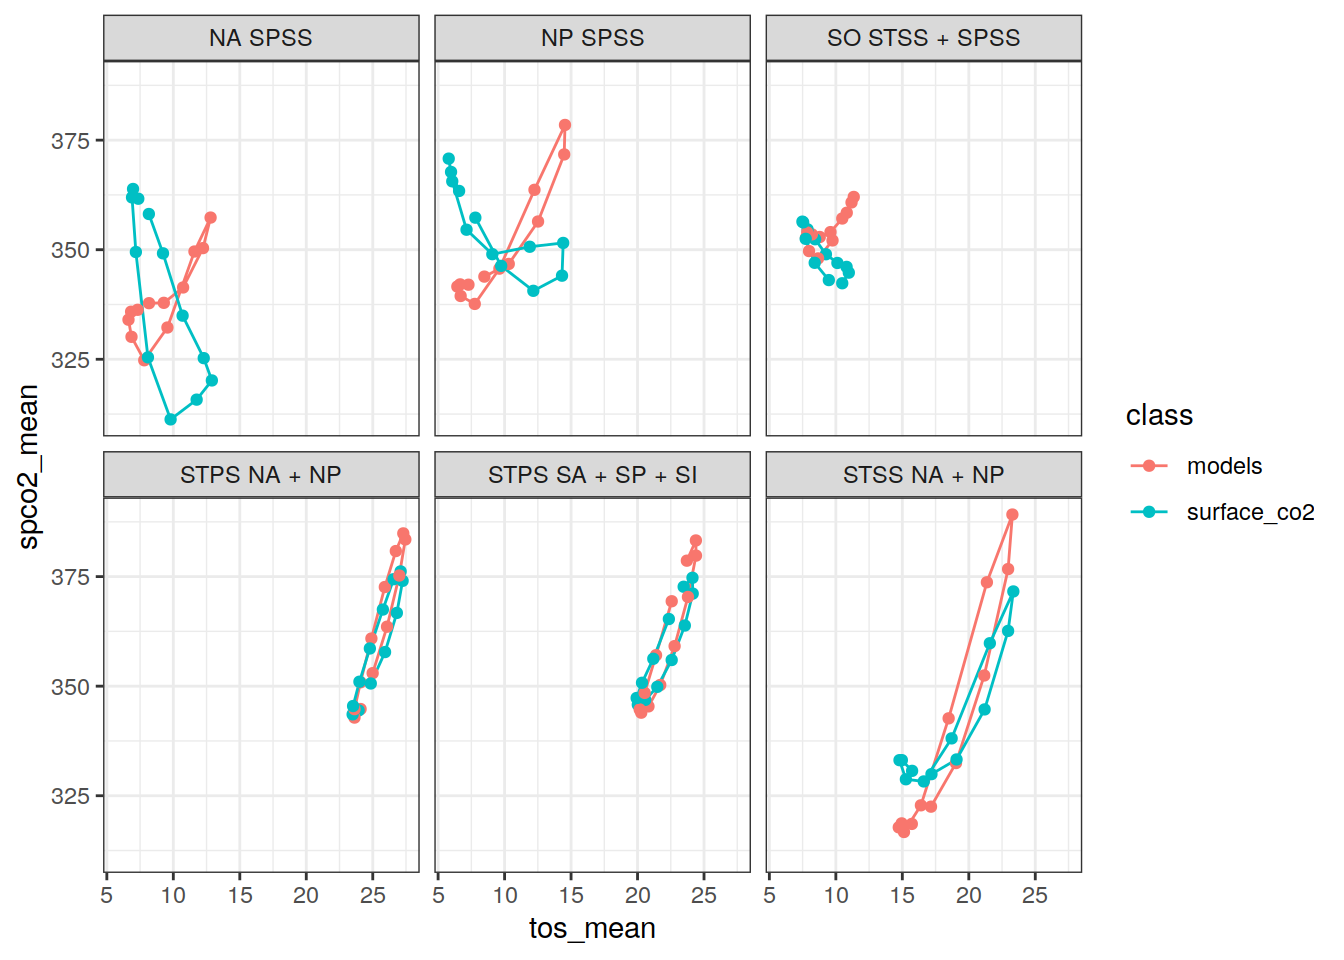 NA SPSS
NP SPSS
SO STSS + SPSS
375
350
325
STPS NA + NP
STPS SA + SP + SI
STSS NA + NP
375
350
325
5 10 15 20 25
5 10 15 20 25
5 10 15 20 25
tos_mean
spco2_mean
class
models
surface_co2